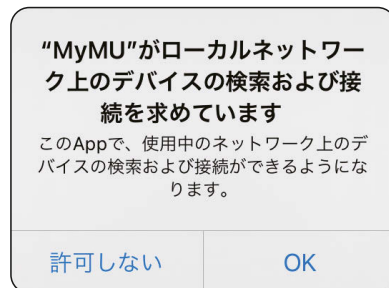 “MyMU”がローカルネットワー
ク上のデバイスの検索および接
続を求めています
このAppで、使用中のネットワーク上のデ
バイスの検索および接続ができるようにな
ります。
許可しない
OK